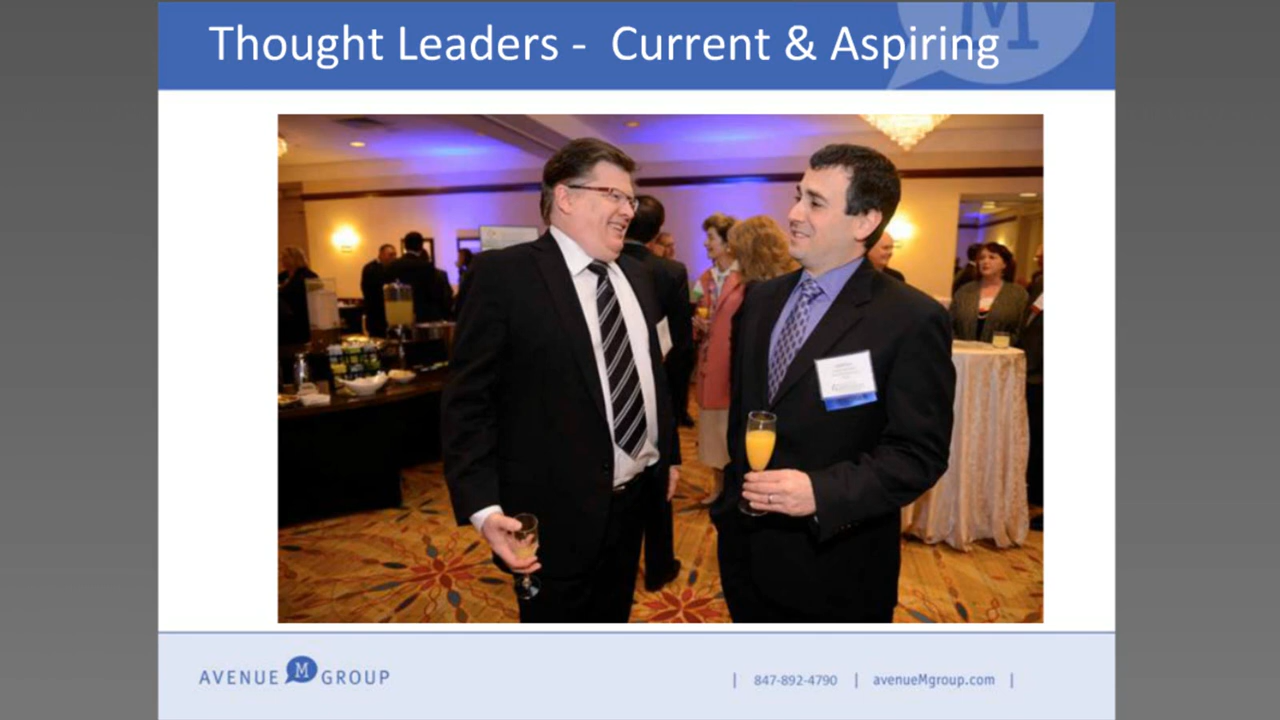 Thought Leaders - Current & Aspiring
AVENUE M GROUP
| 847-892-4790 | avenueMgroup.com |